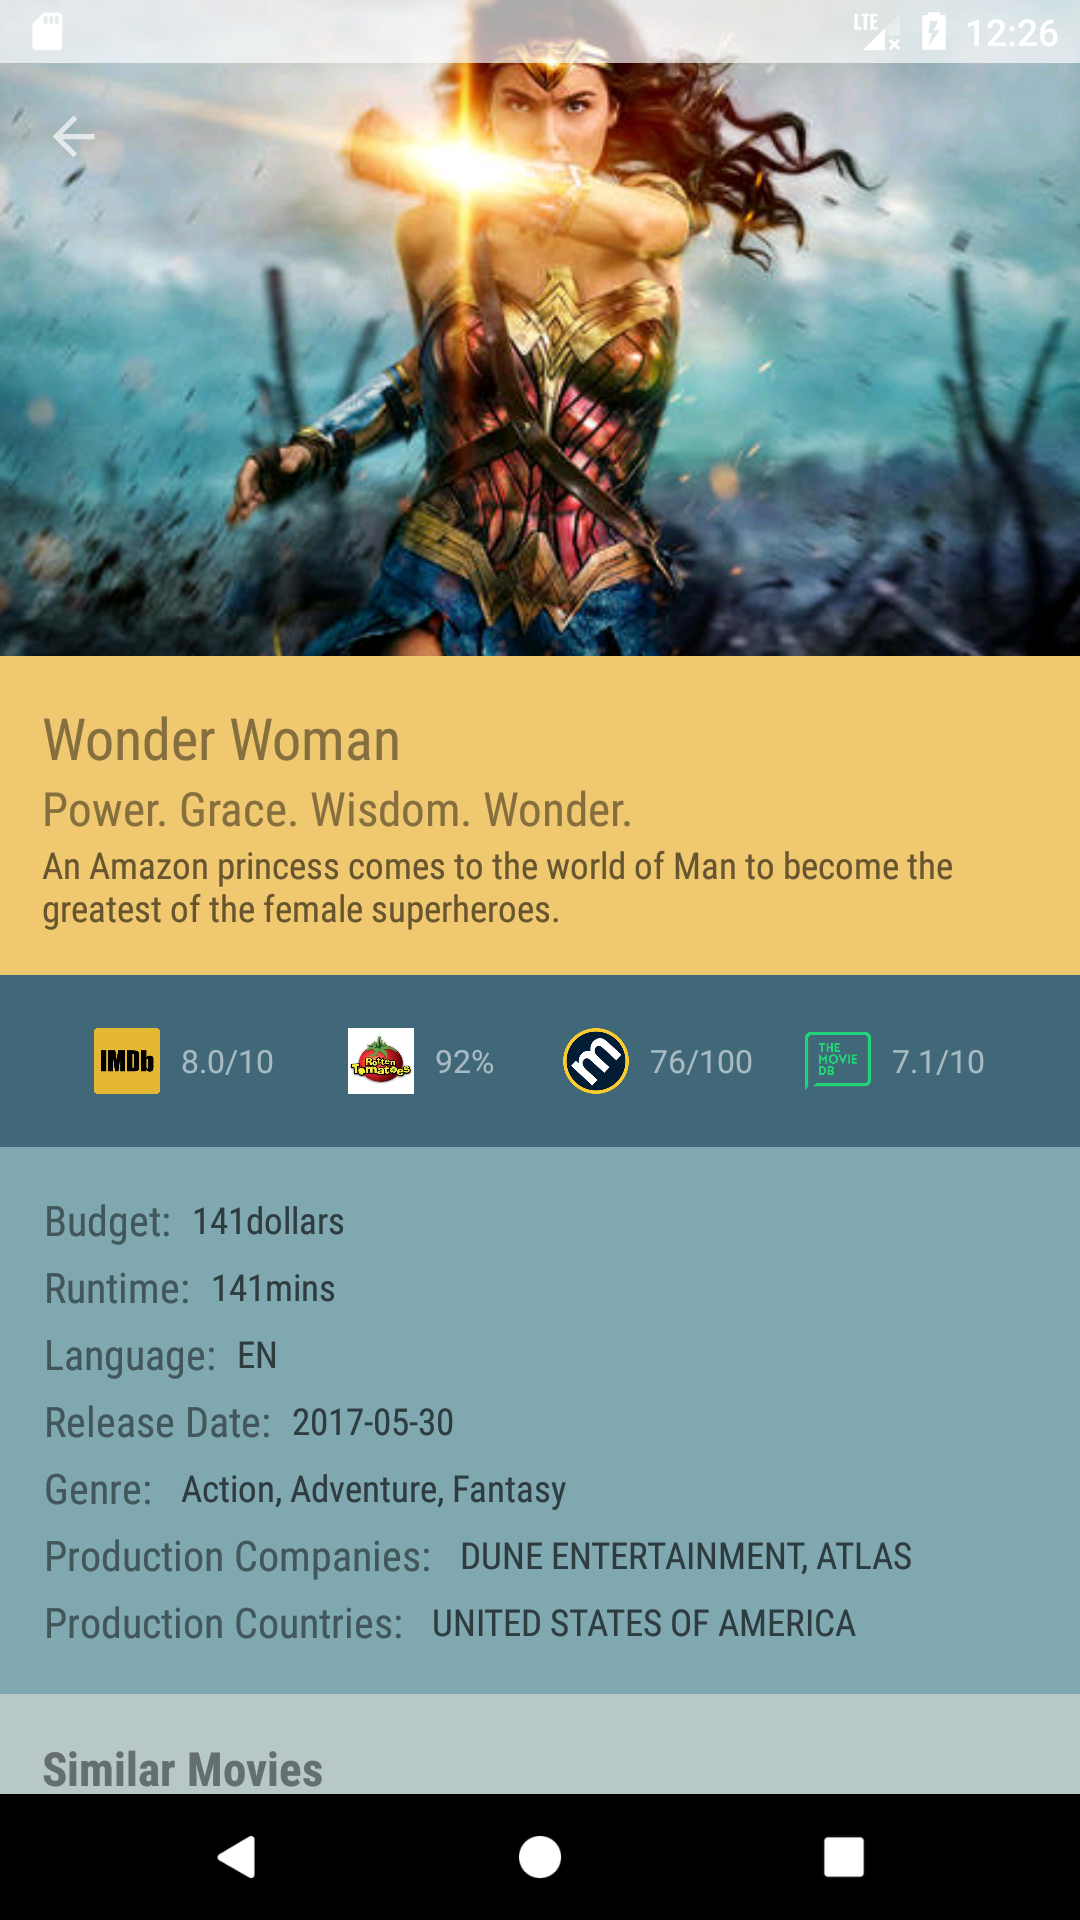 LTE 12:26
Wonder Woman
Power. Grace. Wisdom. Wonder.
An Amazon princess comes to the world of Man to become the
greatest of the female superheroes.
IMDb 8.0/10 Rotten Tomatoes 92% m 76/100 THE MOVIE DB 7.1/10
Budget: 141dollars
Runtime: 141mins
Language: EN
Release Date: 2017-05-30
Genre: Action, Adventure, Fantasy
Production Companies: DUNE ENTERTAINMENT, ATLAS
Production Countries: UNITED STATES OF AMERICA
Similar Movies